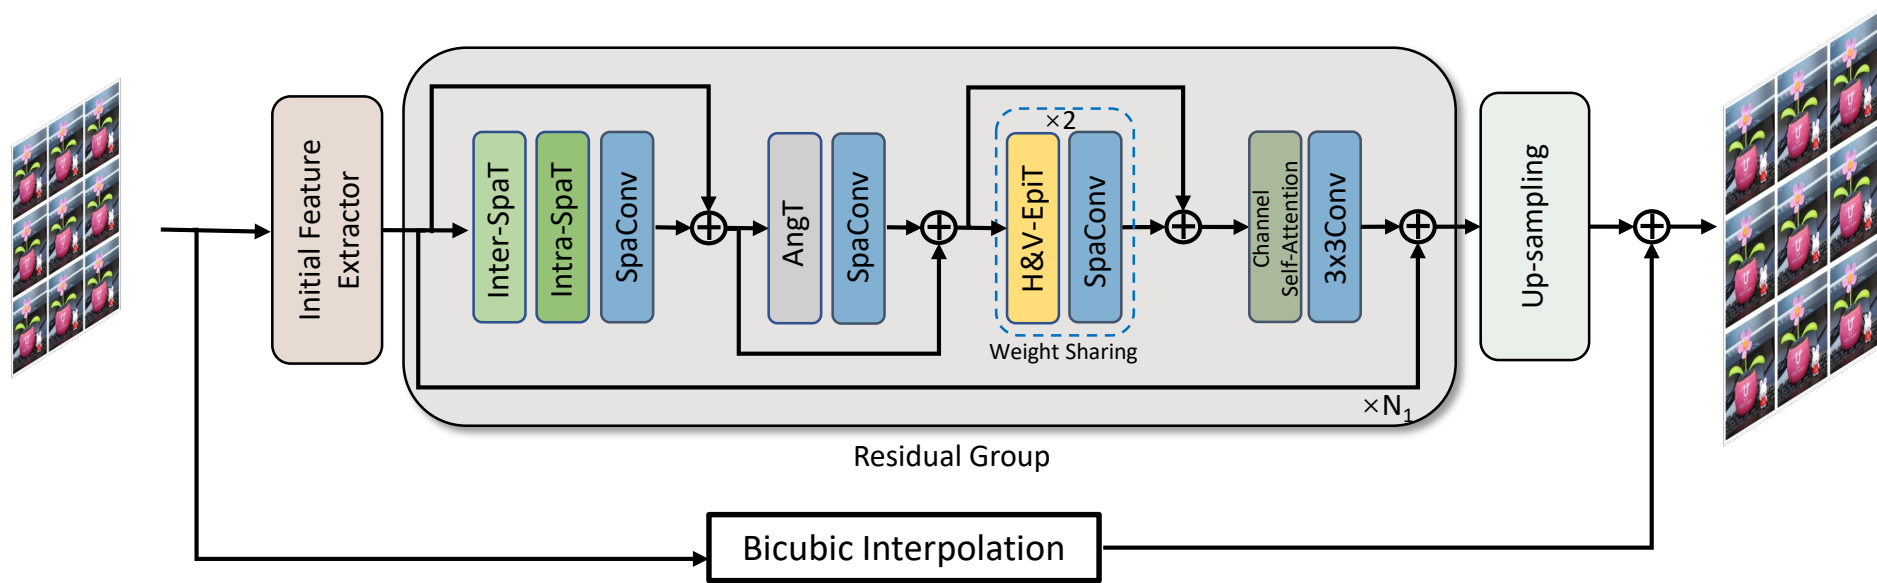 Initial Feature
Extractor
Inter-SpaT
Intra-SpaT
SpaConv
AngT
SpaConv
×2
H&V-EpiT
SpaConv
Weight Sharing
Channel
Self-Attention
3x3Conv
×N1
Up-sampling
Residual Group
Bicubic Interpolation